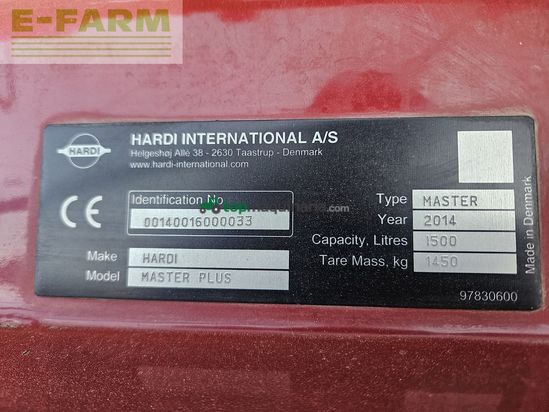 E-FARM
HARDI
HARDI INTERNATIONAL A/S
Helgeshøj Allé 38 - 2630 Taastrup - Denmark
www.hardi-international.com
CE
Identification No
00140016000033
topmaquinaria.com
Make HARDI
Model MASTER PLUS
Type MASTER
Year 2014
Capacity, Litres 1500
Tare Mass, kg 1450
Made in Denmark
97830600